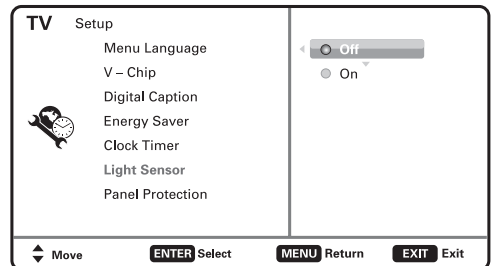 TV Setup
Menu Language
V – Chip
Digital Caption
Energy Saver
Clock Timer
Light Sensor
Panel Protection
Off
On
Move ENTER Select MENU Return EXIT Exit